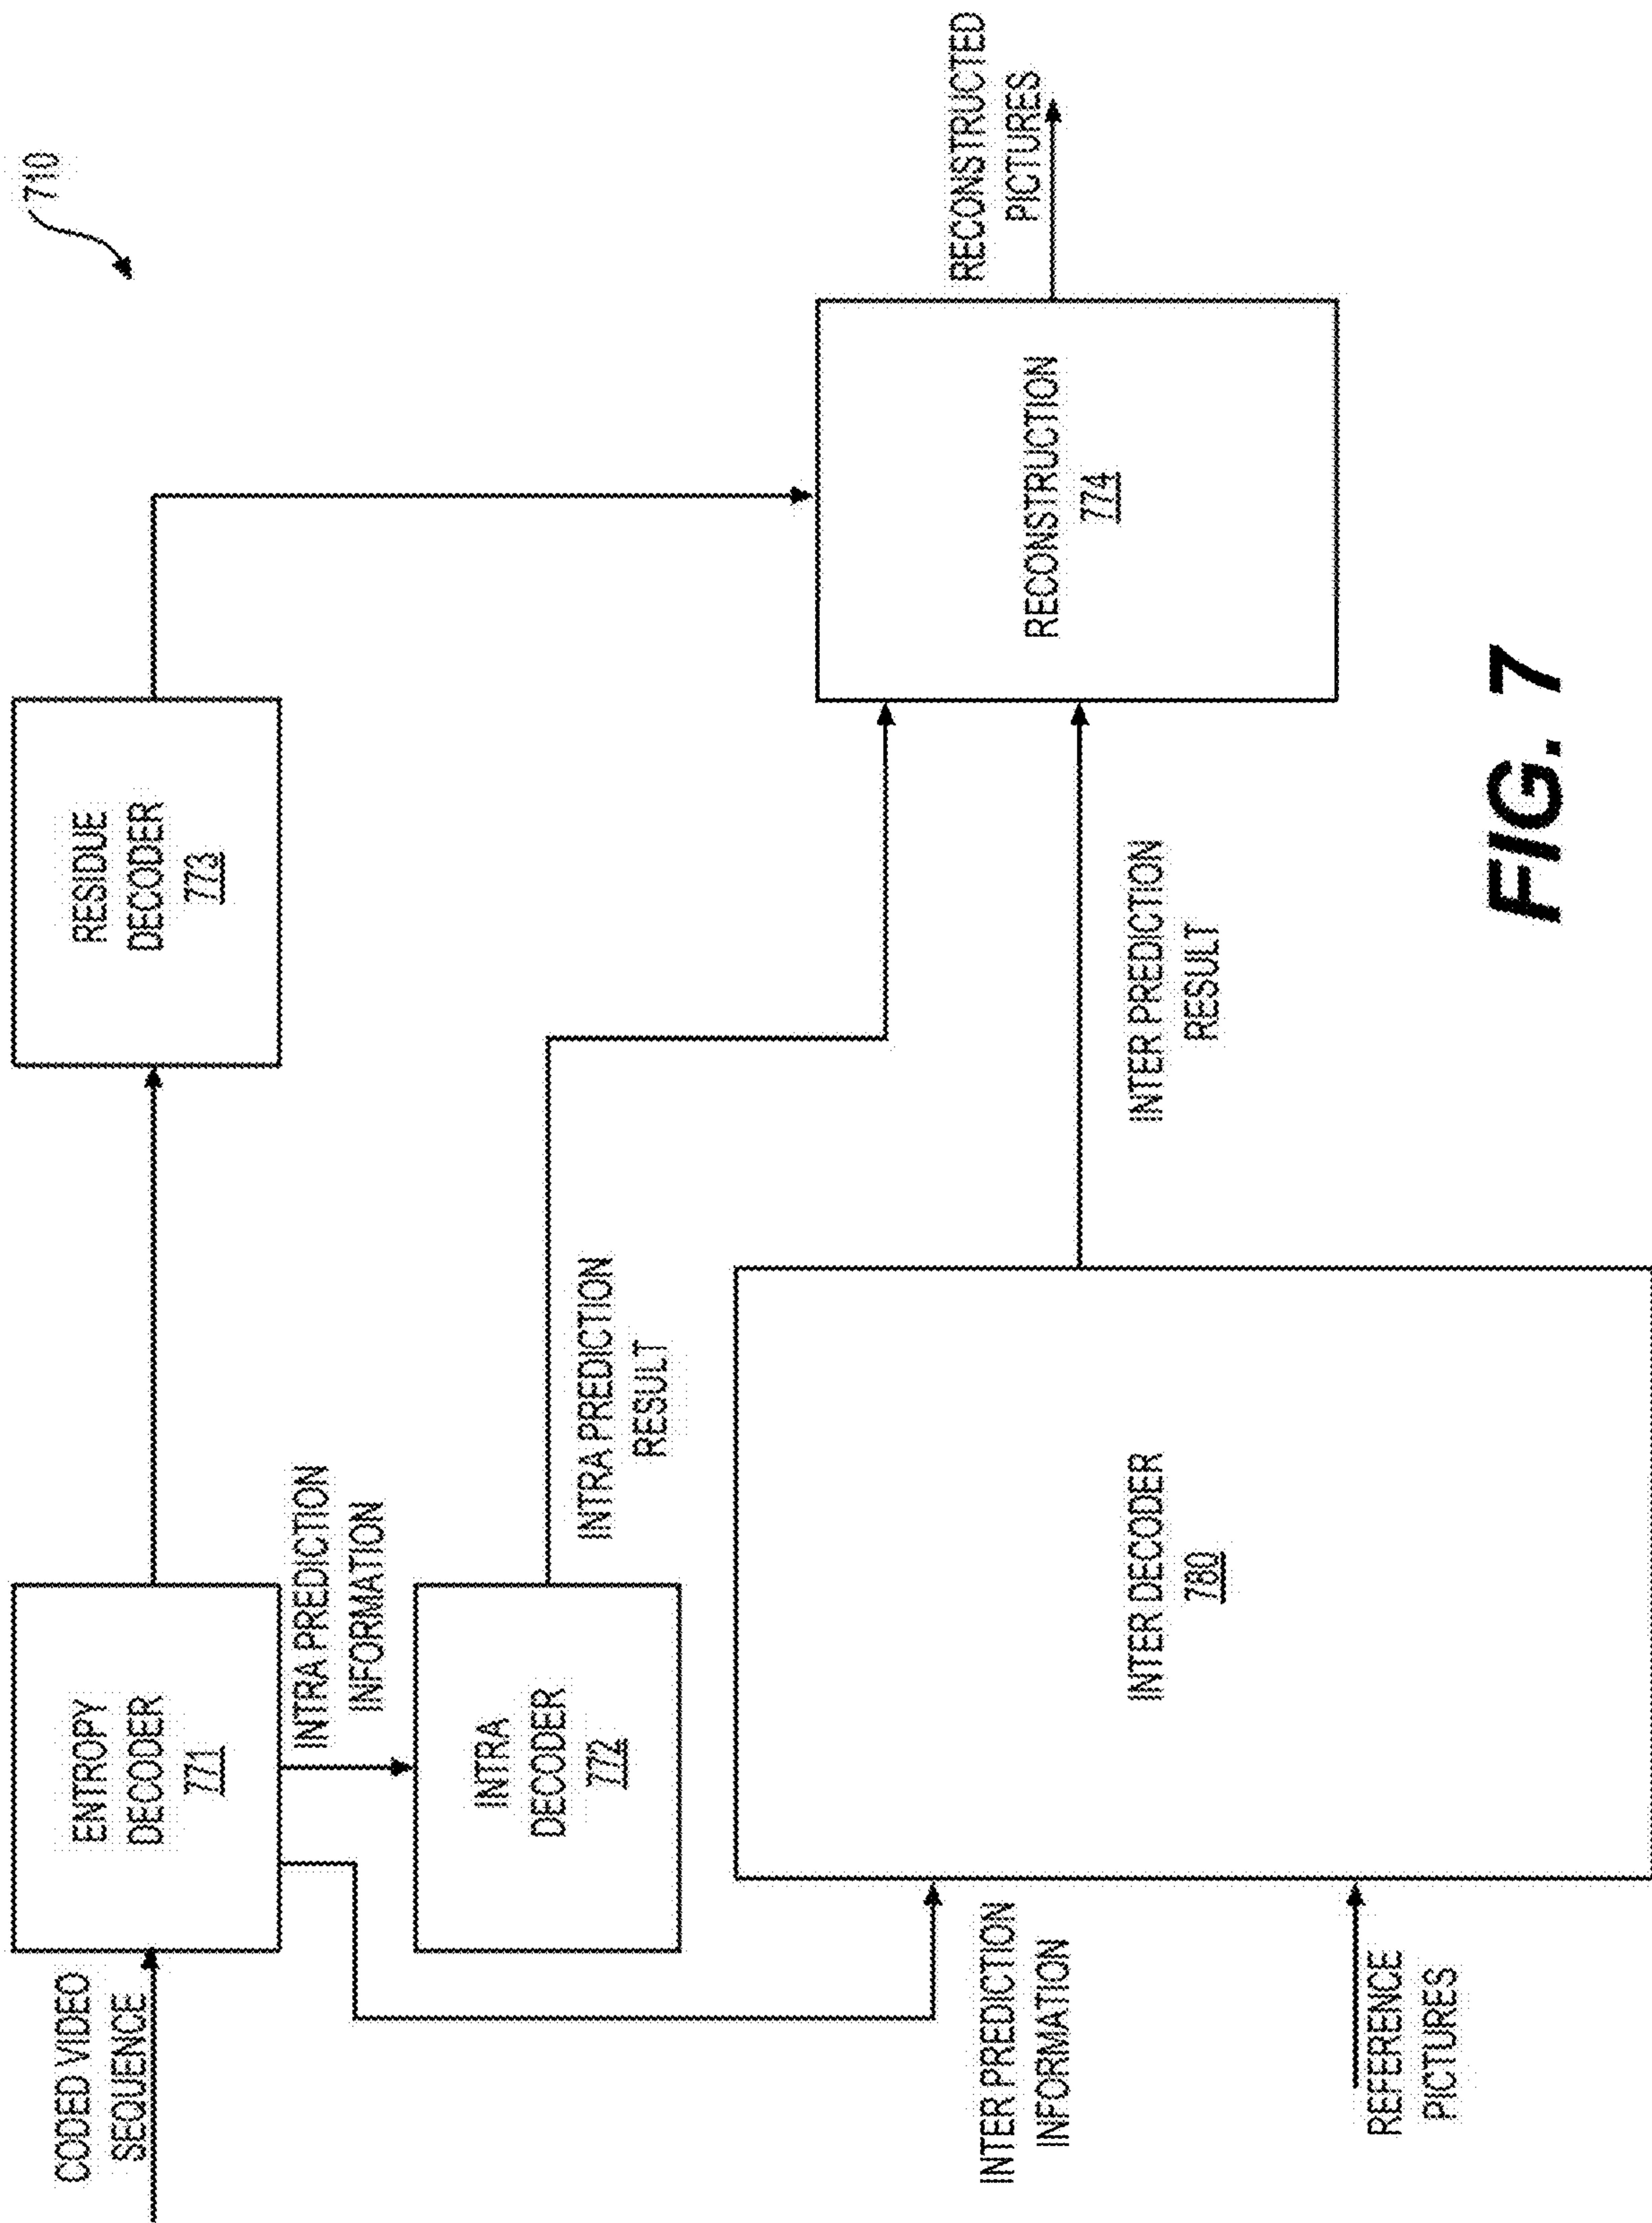 710
CODED VIDEO
SEQUENCE
ENTROPY
DECODER
771
RESIDUE
DECODER
773
INTRA PREDICTION
INFORMATION
INTRA
DECODER
772
INTRA PREDICTION
RESULT
RECONSTRUCTED
PICTURES
RECONSTRUCTION
774
INTER PREDICTION
INFORMATION
INTER DECODER
780
INTER PREDICTION
RESULT
REFERENCE
PICTURES
FIG. 7